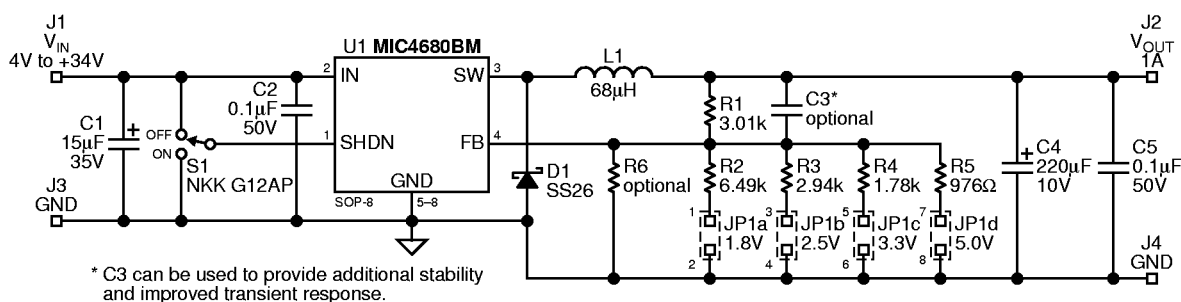 J1
VIN
4V to +34V
U1 MIC4680BM
2
IN
SW
3
L1
68µH
J2
VOUT
1A
C1
15µF
35V
+
OFF
ON
S1
NKK G12AP
C2
0.1µF
50V
1
SHDN
FB
4
GND
SOP-8
5–8
D1
SS26
R1
3.01k
C3*
optional
R6
optional
R2
6.49k
R3
2.94k
R4
1.78k
R5
976Ω
1
JP1a
1.8V
2
3
JP1b
2.5V
4
5
JP1c
3.3V
6
7
JP1d
5.0V
8
+
C4
220µF
10V
C5
0.1µF
50V
J3
GND
J4
GND
* C3 can be used to provide additional stability
and improved transient response.